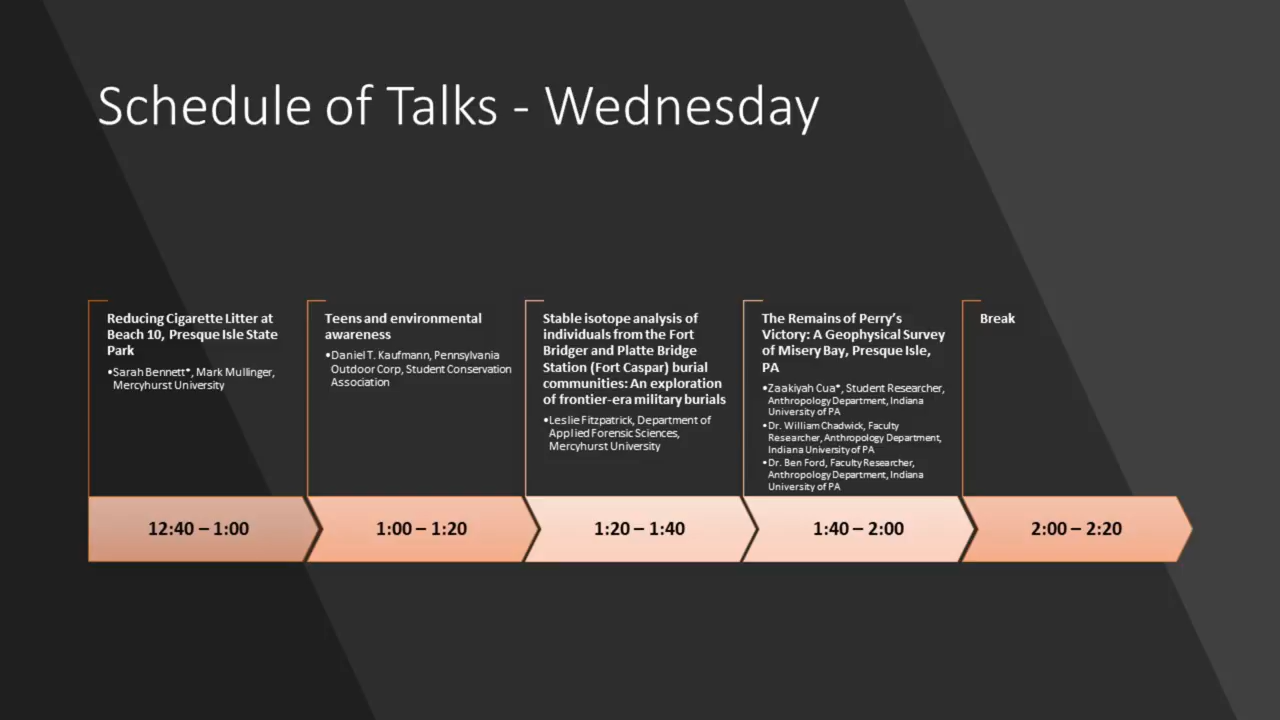 Schedule of Talks - Wednesday
Reducing Cigarette Litter at
Beach 10, Presque Isle State
Park
•Sarah Bennett*, Mark Mullinger,
Mercyhurst University
12:40 – 1:00
Teens and environmental
awareness
•Daniel T. Kaufmann, Pennsylvania
Outdoor Corp, Student Conservation
Association
1:00 – 1:20
Stable isotope analysis of
individuals from the Fort
Bridger and Platte Bridge
Station (Fort Caspar) burial
communities: An exploration
of frontier-era military burials
•Leslie Fitzpatrick, Department of
Applied Forensic Sciences,
Mercyhurst University
1:20 – 1:40
The Remains of Perry’s
Victory: A Geophysical Survey
of Misery Bay, Presque Isle,
PA
•Zaakiyah Cua*, Student Researcher,
Anthropology Department, Indiana
University of PA
•Dr. William Chadwick, Faculty
Researcher, Anthropology Department,
Indiana University of PA
•Dr. Ben Ford, Faculty Researcher,
Anthropology Department, Indiana
University of PA
1:40 – 2:00
Break
2:00 – 2:20